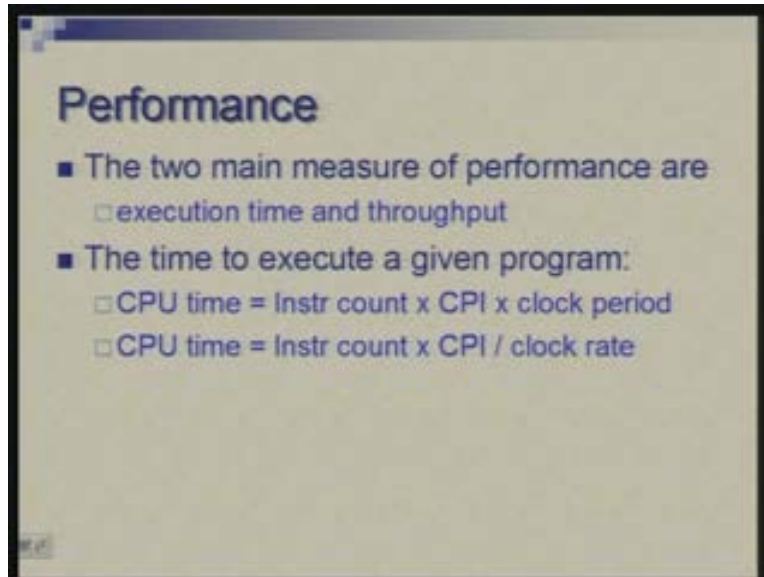 Performance
The two main measure of performance are
execution time and throughput
The time to execute a given program:
CPU time = Instr count x CPI x clock period
CPU time = Instr count x CPI / clock rate